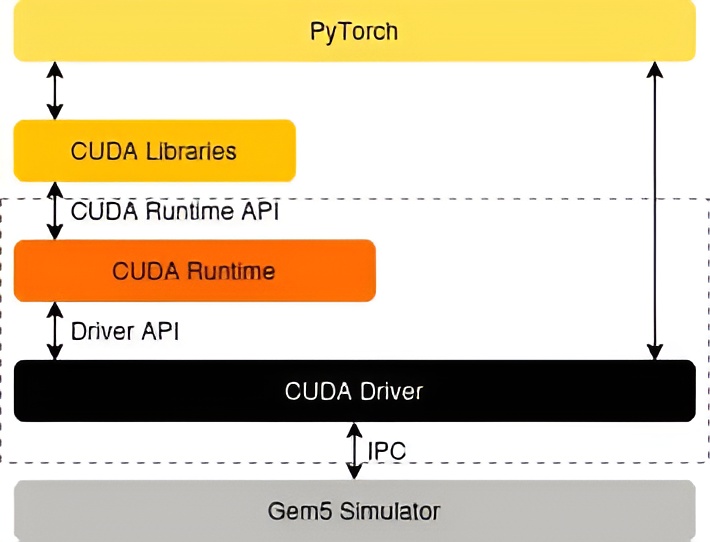 PyTorch
CUDA Libraries
CUDA Runtime API
CUDA Runtime
Driver API
CUDA Driver
IPC
Gem5 Simulator